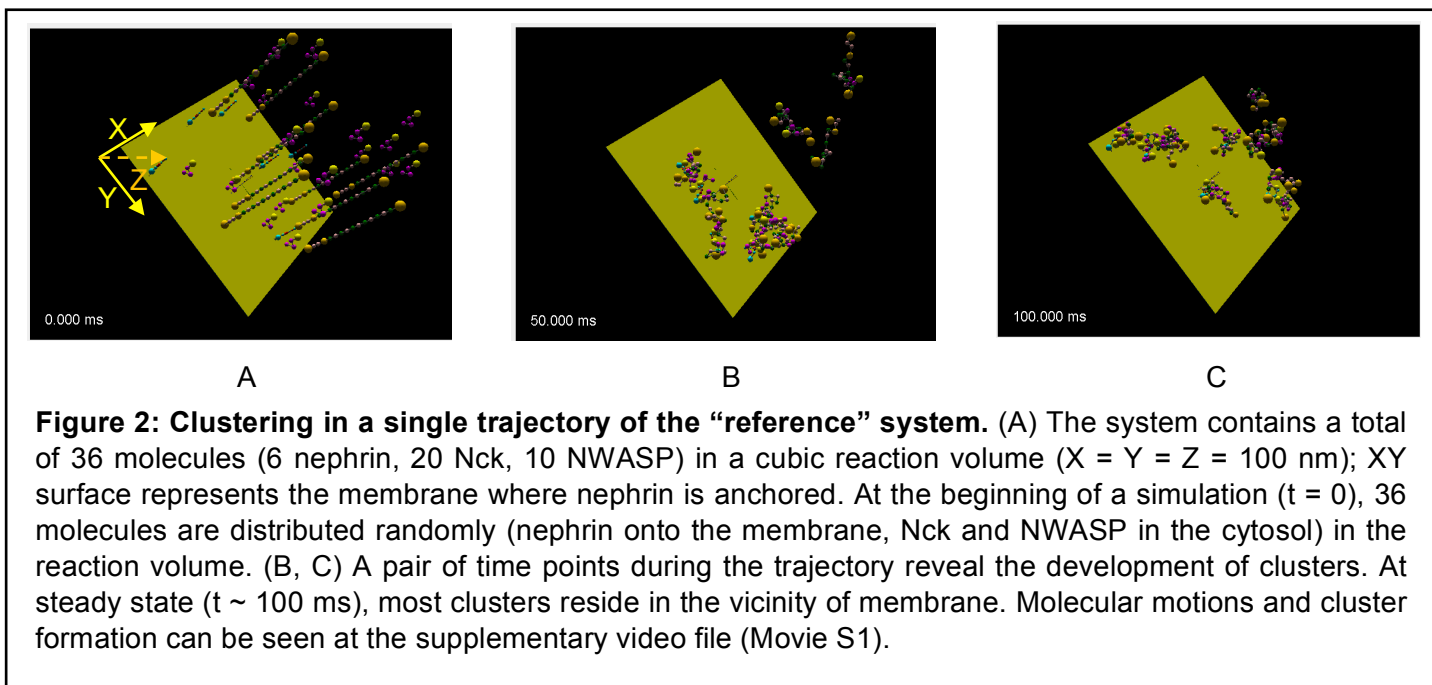 X
Z
Y
0.000 ms
50.000 ms
100.000 ms
A
B
C
Figure 2: Clustering in a single trajectory of the “reference” system. (A) The system contains a total
of 36 molecules (6 nephrin, 20 Nck, 10 NWASP) in a cubic reaction volume (X = Y = Z = 100 nm); XY
surface represents the membrane where nephrin is anchored. At the beginning of a simulation (t = 0), 36
molecules are distributed randomly (nephrin onto the membrane, Nck and NWASP in the cytosol) in the
reaction volume. (B, C) A pair of time points during the trajectory reveal the development of clusters. At
steady state (t ~ 100 ms), most clusters reside in the vicinity of membrane. Molecular motions and cluster
formation can be seen at the supplementary video file (Movie S1).